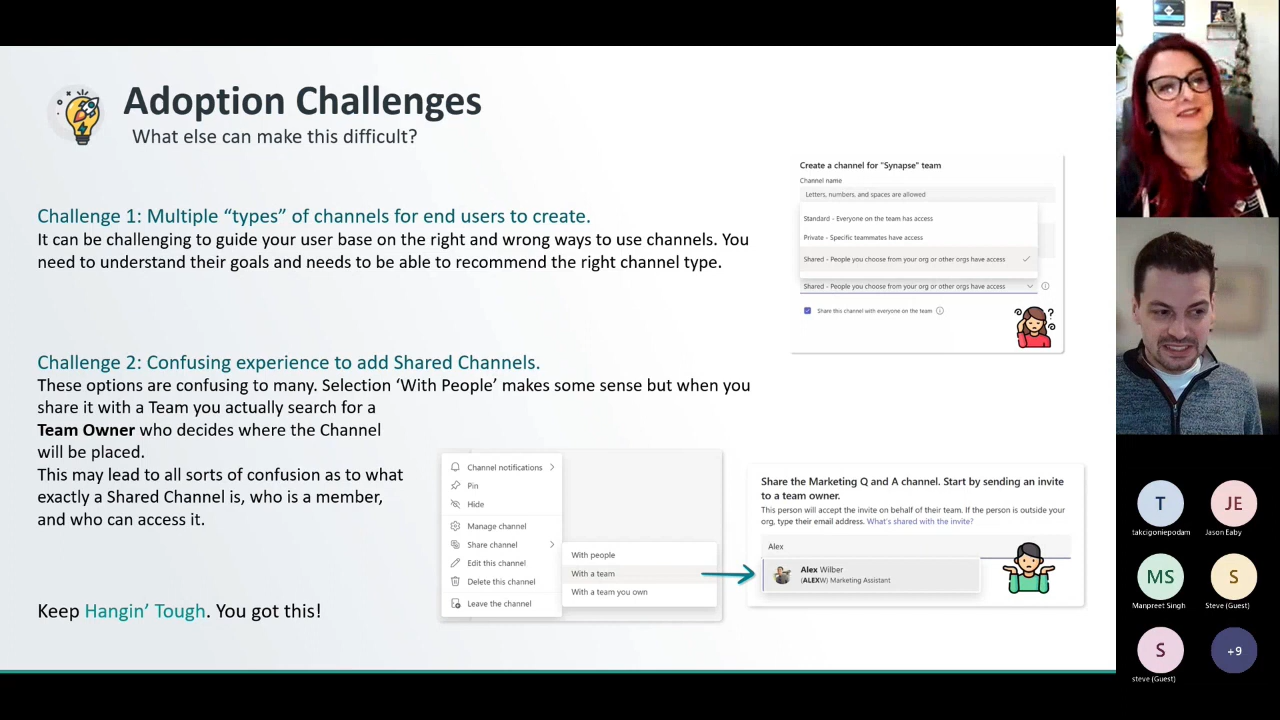 Adoption Challenges
What else can make this difficult?
Challenge 1: Multiple “types” of channels for end users to create.
It can be challenging to guide your user base on the right and wrong ways to use channels. You
need to understand their goals and needs to be able to recommend the right channel type.
Create a channel for "Synapse" team
Channel name
Letters, numbers, and spaces are allowed
Standard - Everyone on the team has access
Private - Specific teammates have access
Shared - People you choose from your org or other orgs have access
Shared - People you choose from your org or other orgs have access
Share this channel with everyone on the team
Challenge 2: Confusing experience to add Shared Channels.
These options are confusing to many. Selection ‘With People’ makes some sense but when you
share it with a Team you actually search for a
Team Owner who decides where the Channel
will be placed.
This may lead to all sorts of confusion as to what
exactly a Shared Channel is, who is a member,
and who can access it.
Keep Hangin’ Tough. You got this!
Channel notifications
Pin
Hide
Manage channel
Share channel
Edit this channel
Delete this channel
Leave the channel
With people
With a team
With a team you own
Share the Marketing Q and A channel. Start by sending an invite
to a team owner.
This person will accept the invite on behalf of their team. If the person is outside your
org, type their email address. What's shared with the invite?
Alex
Alex Wilber
(ALEXW) Marketing Assistant
T
takcigoniepodam
JE
Jason Eaby
MS
Manpreet Singh
S
Steve (Guest)
S
steve (Guest)
+9